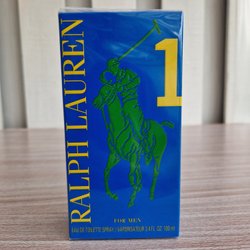 RALPH LAUREN
1
FOR MEN
EAU DE TOILETTE SPRAY / VAPORISATEUR 3.4 FL OZ 100 ml